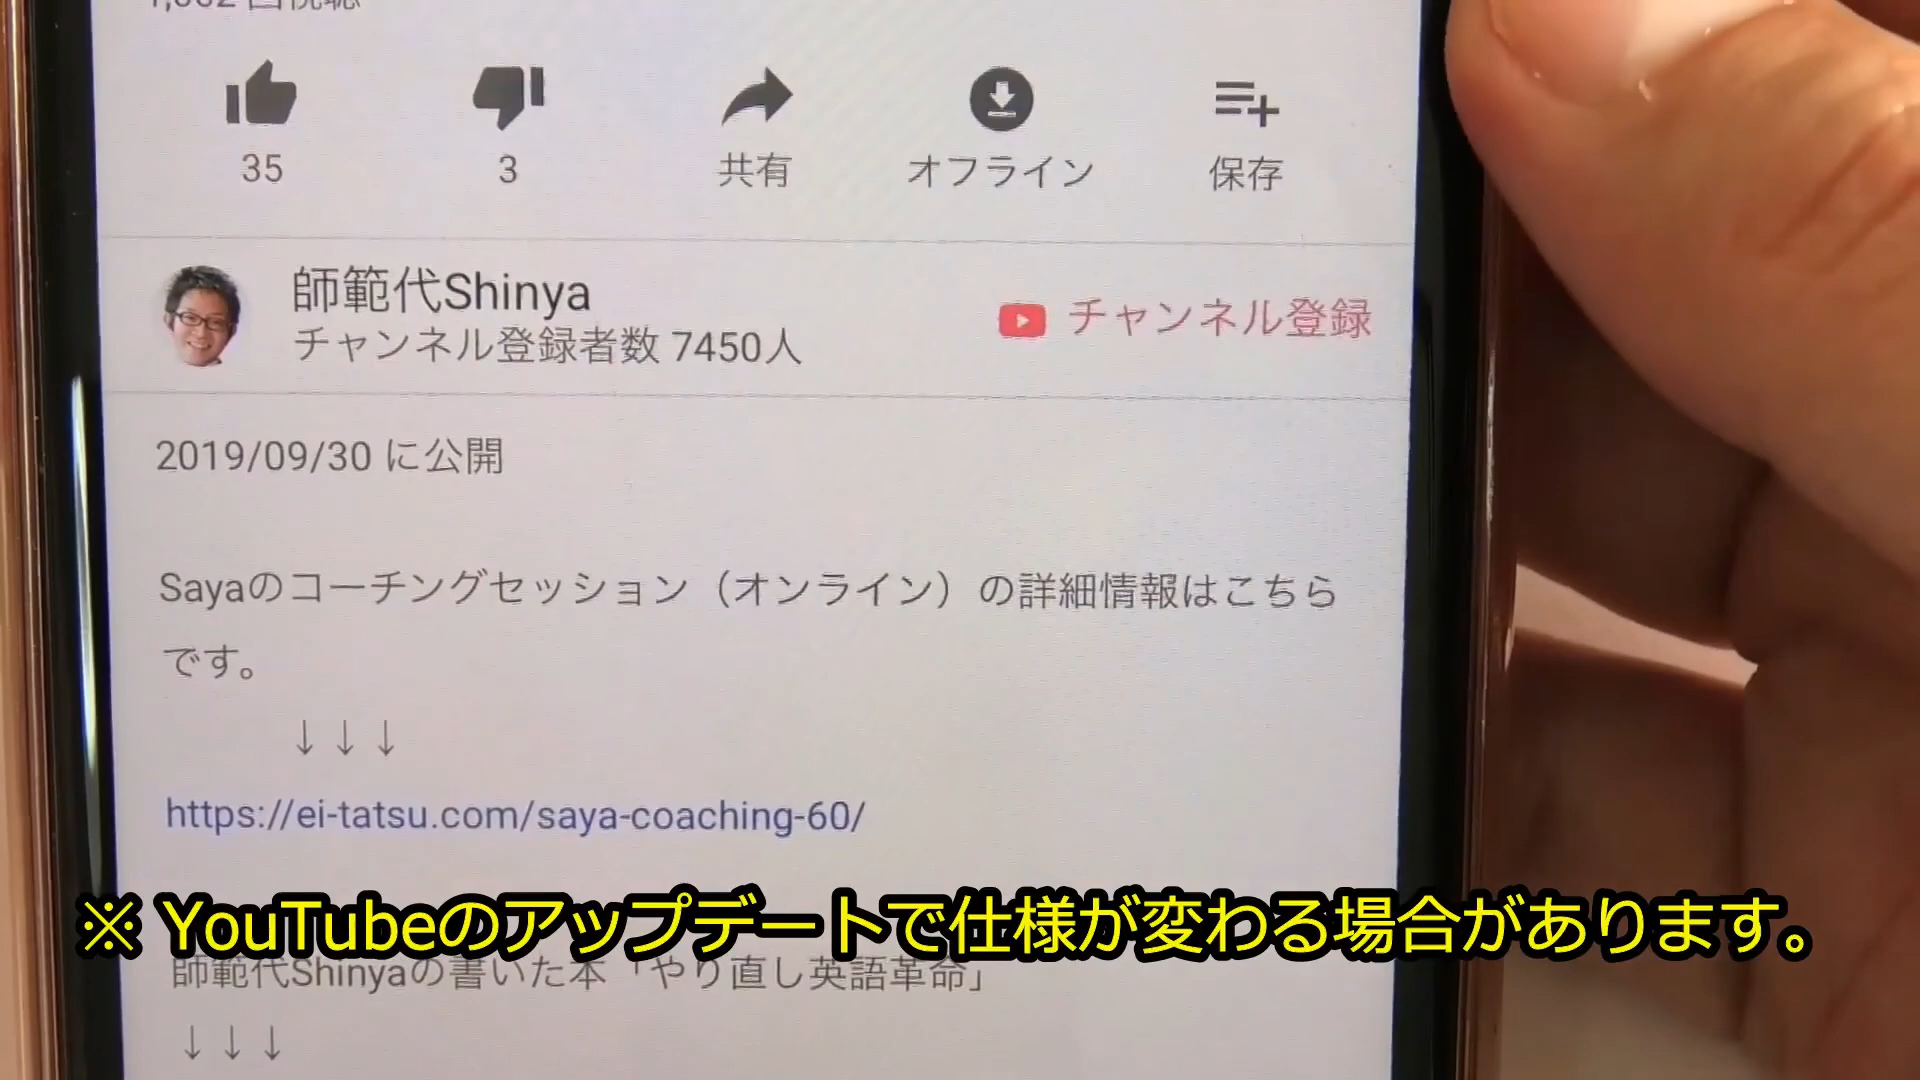 35
3
共有
オフライン
保存
師範代Shinya
チャンネル登録者数 7450人
チャンネル登録
2019/09/30 に公開
Sayaのコーチングセッション（オンライン）の詳細情報はこちら
です。
↓↓↓
https://ei-tatsu.com/saya-coaching-60/
※ YouTubeのアップデートで仕様が変わる場合があります。
師範代Shinyaの書いた本「やり直し英語革命」
↓↓↓